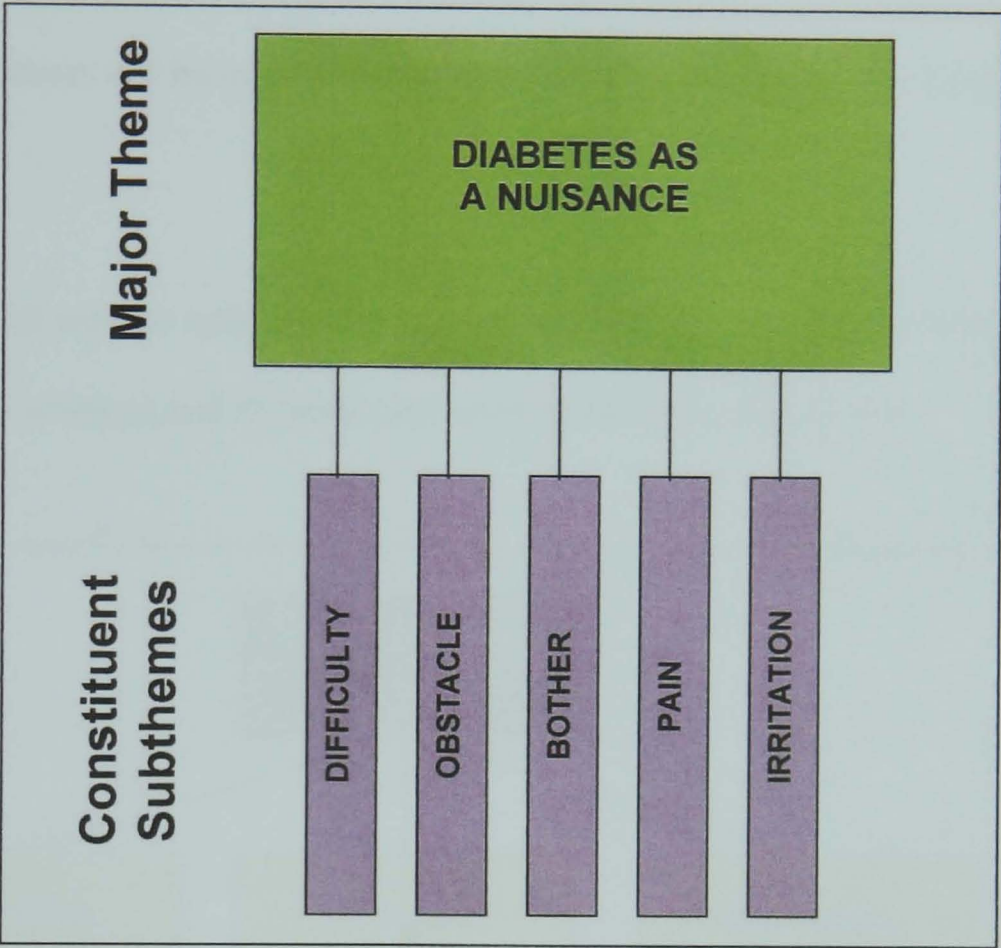 Major Theme
DIABETES AS
A NUISANCE
Constituent
Subthemes
DIFFICULTY
OBSTACLE
BOTHER
PAIN
IRRITATION